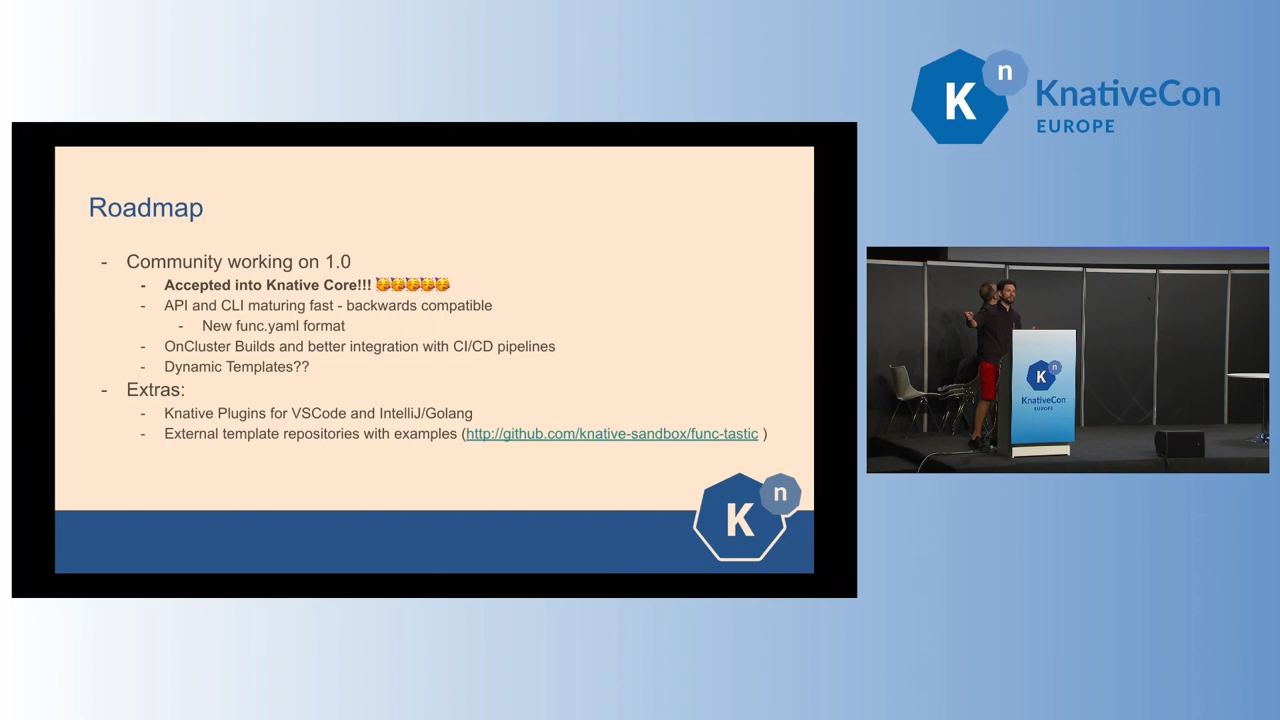 K n KnativeCon
EUROPE
Roadmap
- Community working on 1.0
- Accepted into Knative Core!!! 🥳🥳🥳🥳🥳
- API and CLI maturing fast - backwards compatible
- New func.yaml format
- OnCluster Builds and better integration with CI/CD pipelines
- Dynamic Templates??
- Extras:
- Knative Plugins for VSCode and IntelliJ/Golang
- External template repositories with examples (http://github.com/knative-sandbox/func-tastic )
K n
K n
KnativeCon
EUROPE